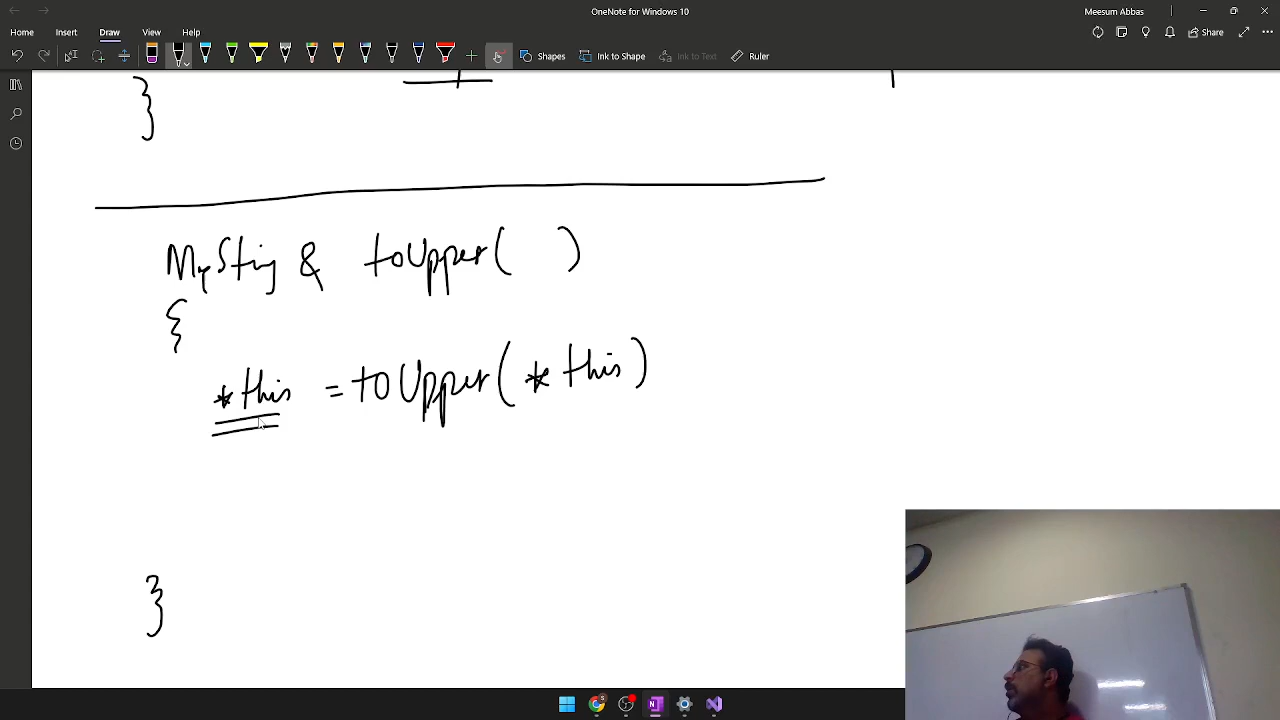 OneNote for Windows 10
Meesum Abbas
Home Insert Draw View Help
Shapes Ink to Shape Ink to Text Ruler
Share
}
MyString & toUpper( )
{
*this = toUpper(*this)
}